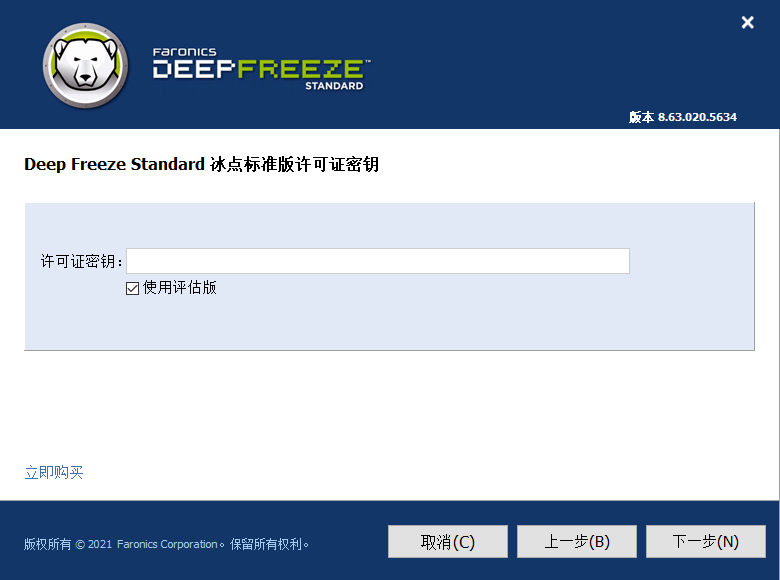 Faronics
DEEPFREEZE™
STANDARD
版本 8.63.020.5634
Deep Freeze Standard 冰点标准版许可证密钥
许可证密钥：
使用评估版
立即购买
版权所有 © 2021 Faronics Corporation。保留所有权利。
取消(C) 上一步(B) 下一步(N)